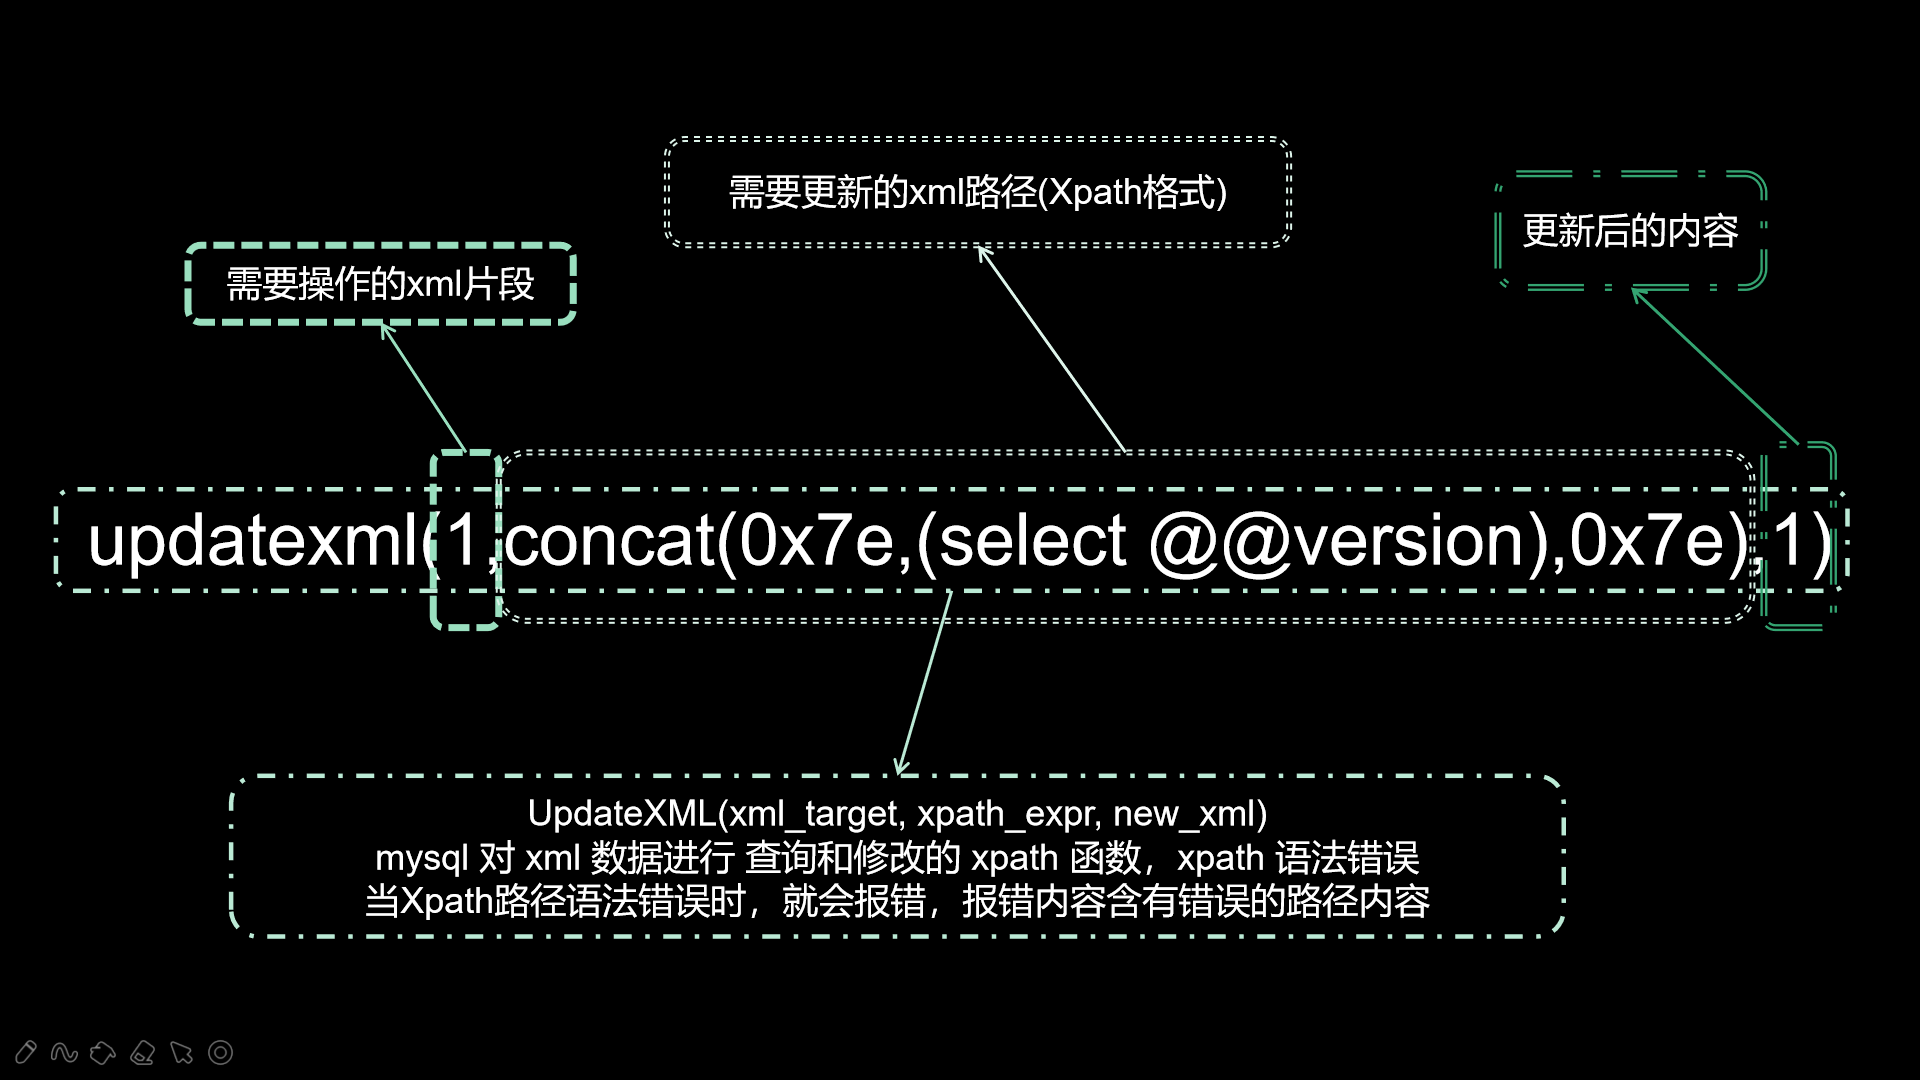 需要更新的xml路径(Xpath格式)
更新后的内容
需要操作的xml片段
updatexml(1,concat(0x7e,(select @@version),0x7e),1)
UpdateXML(xml_target, xpath_expr, new_xml)
mysql 对 xml 数据进行 查询和修改的 xpath 函数，xpath 语法错误
当Xpath路径语法错误时，就会报错，报错内容含有错误的路径内容